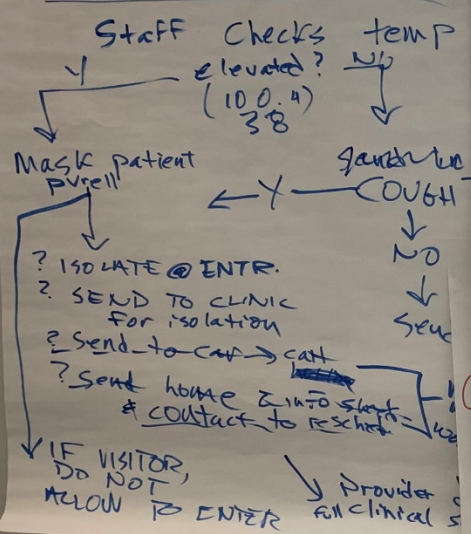 Staff Checks temp
Y elevated? NO
(100.4)
38
Mask patient
purell
Y COUGH
NO
? ISOLATE @ ENTR.
? SEND TO CLINIC
for isolation
? Send to car → call
? Send home c̄ info sheet
& contact to resched
IF VISITOR,
DO NOT
ALLOW TO ENTER
Provider
full clinical